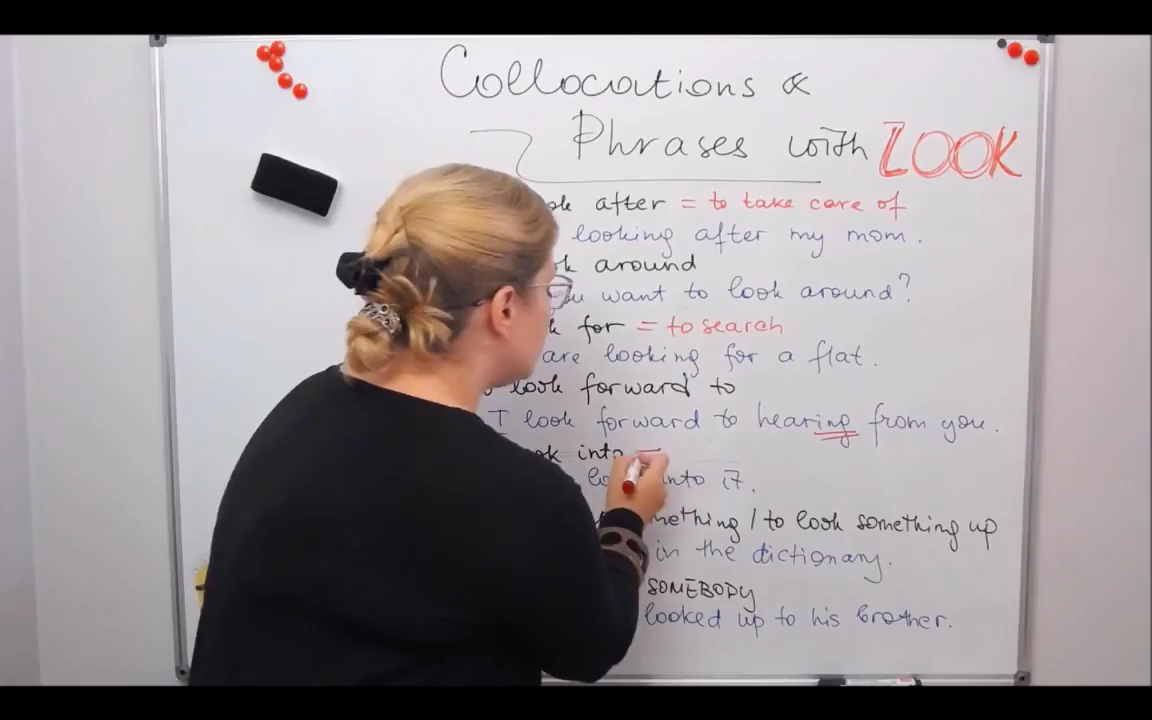 Collocations &
Phrases with LOOK
after = to take care of
looking after my mom.
around
want to look around?
for = to search
are looking for a flat.
look forward to
I look forward to hearing from you.
into
into it.
something / to look something up
in the dictionary.
SOMEBODY
looked up to his brother.